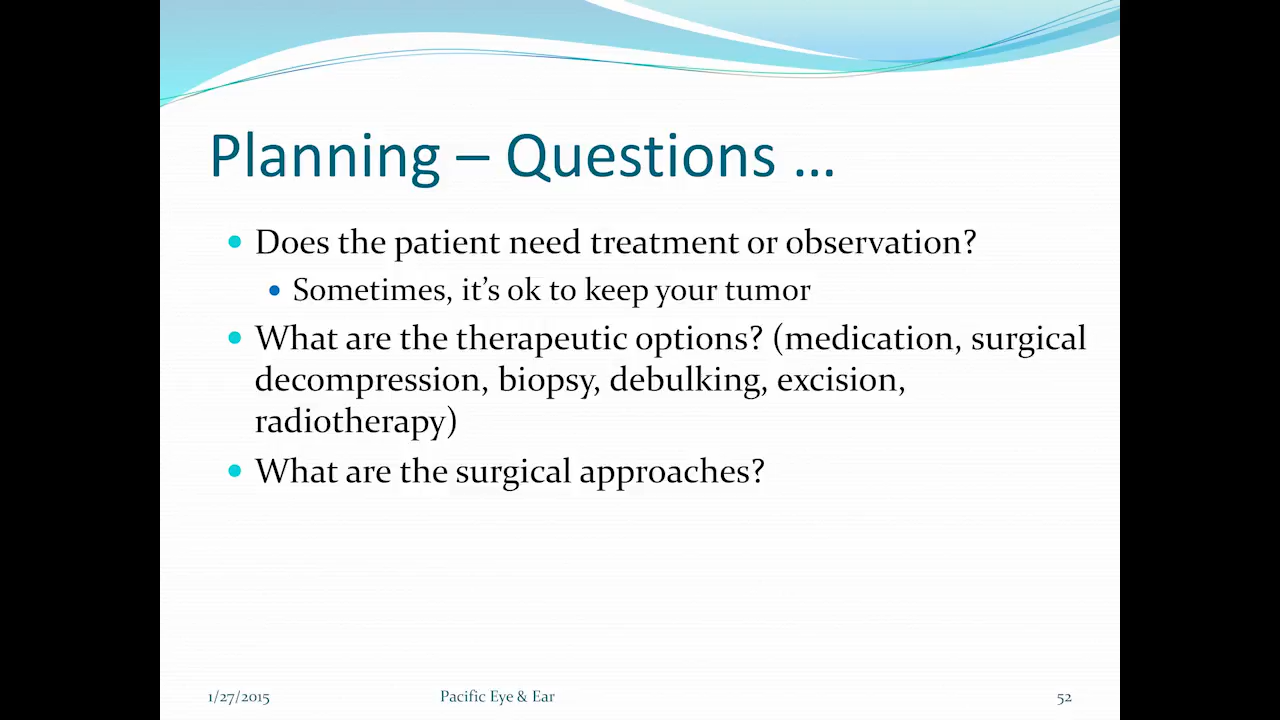 Planning – Questions ...
Does the patient need treatment or observation?
Sometimes, it's ok to keep your tumor
What are the therapeutic options? (medication, surgical
decompression, biopsy, debulking, excision,
radiotherapy)
What are the surgical approaches?
1/27/2015 Pacific Eye & Ear 52